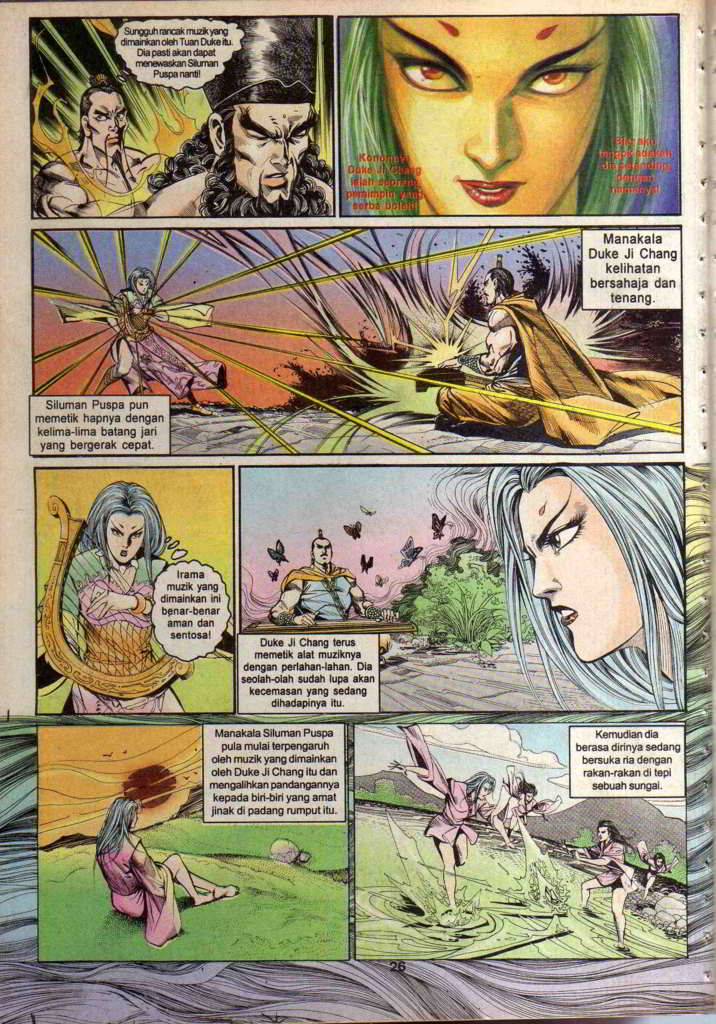 Sungguh rancak muzik yang
dimainkan oleh Tuan Duke itu.
Dia pasti akan dapat
menewaskan Siluman
Puspa nanti!
Kononnya
Duke Ji Chang
ialah seorang
pemimpin yang
serba boleh!
Biar aku
tengok adakah
dia sepadan
dengan
namanya!
Manakala
Duke Ji Chang
kelihatan
bersahaja dan
tenang.
Siluman Puspa pun
memetik hapnya dengan
kelima-lima batang jari
yang bergerak cepat.
Irama
muzik yang
dimainkan ini
benar-benar
aman dan
sentosa!
Duke Ji Chang terus
memetik alat muziknya
dengan perlahan-lahan. Dia
seolah-olah sudah lupa akan
kecemasan yang sedang
dihadapinya itu.
Manakala Siluman Puspa
pula mulai terpengaruh
oleh muzik yang dimainkan
oleh Duke Ji Chang itu dan
mengalihkan pandangannya
kepada biri-biri yang amat
jinak di padang rumput itu.
Kemudian dia
berasa dirinya sedang
bersuka ria dengan
rakan-rakan di tepi
sebuah sungai.
26